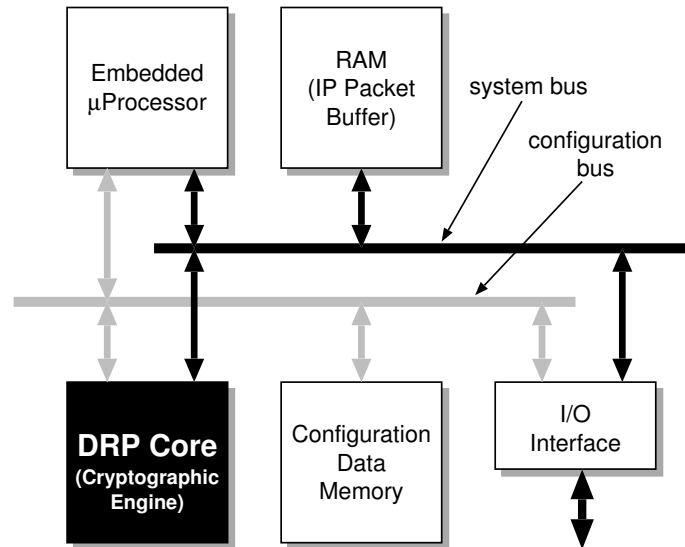 Embedded
μProcessor
RAM
(IP Packet
Buffer)
system bus
configuration
bus
DRP Core
(Cryptographic
Engine)
Configuration
Data
Memory
I/O
Interface